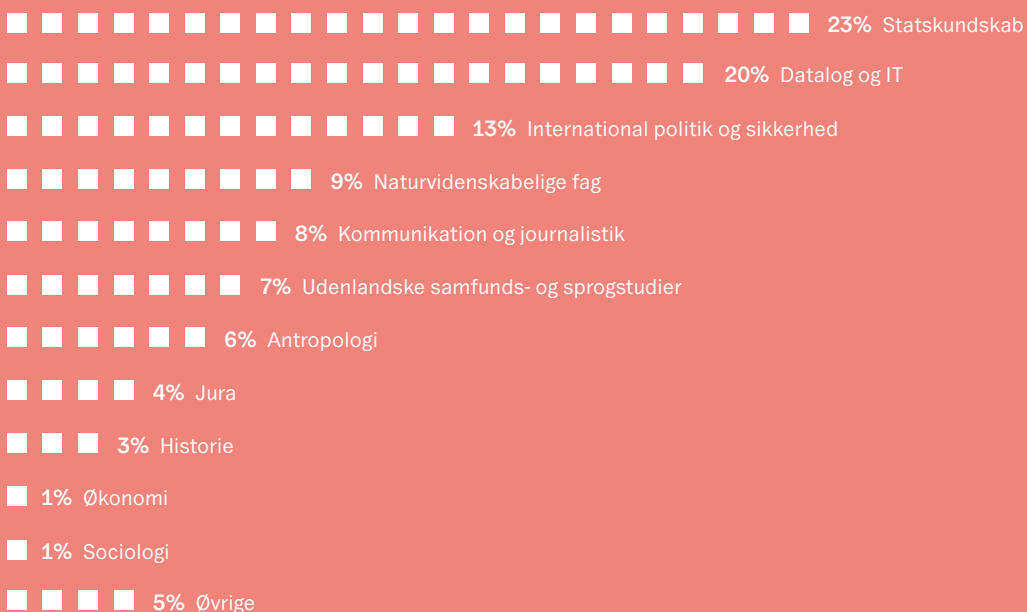 23% Statskundskab
20% Datalog og IT
13% International politik og sikkerhed
9% Naturvidenskabelige fag
8% Kommunikation og journalistik
7% Udenlandske samfunds- og sprogstudier
6% Antropologi
4% Jura
3% Historie
1% Økonomi
1% Sociologi
5% Øvrige